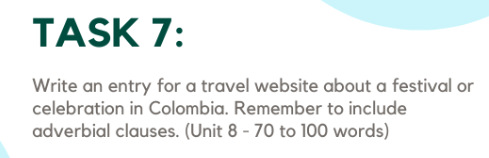 TASK 7:
Write an entry for a travel website about a festival or
celebration in Colombia. Remember to include
adverbial clauses. (Unit 8 - 70 to 100 words)